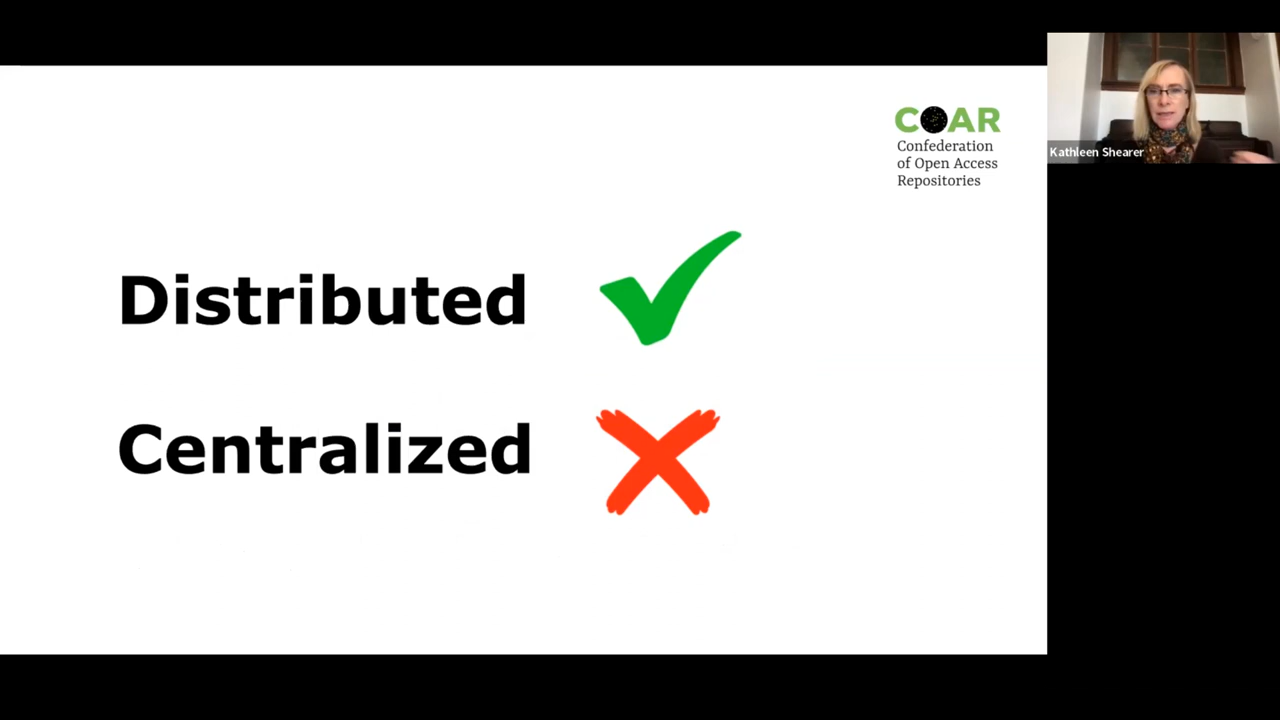 COAR
Confederation
of Open Access
Repositories
Kathleen Shearer
Distributed
Centralized